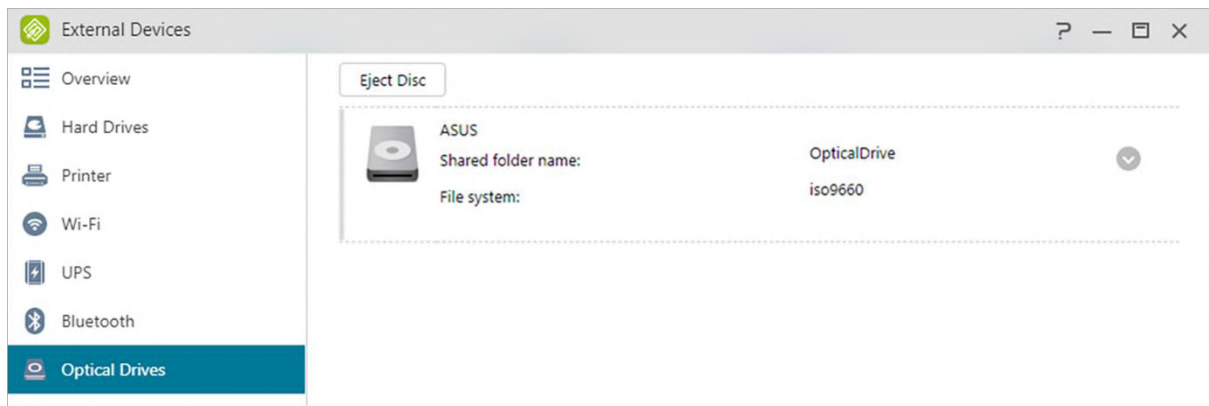 External Devices
Overview
Hard Drives
Printer
Wi-Fi
UPS
Bluetooth
Optical Drives
Eject Disc
ASUS
Shared folder name: OpticalDrive
File system: iso9660